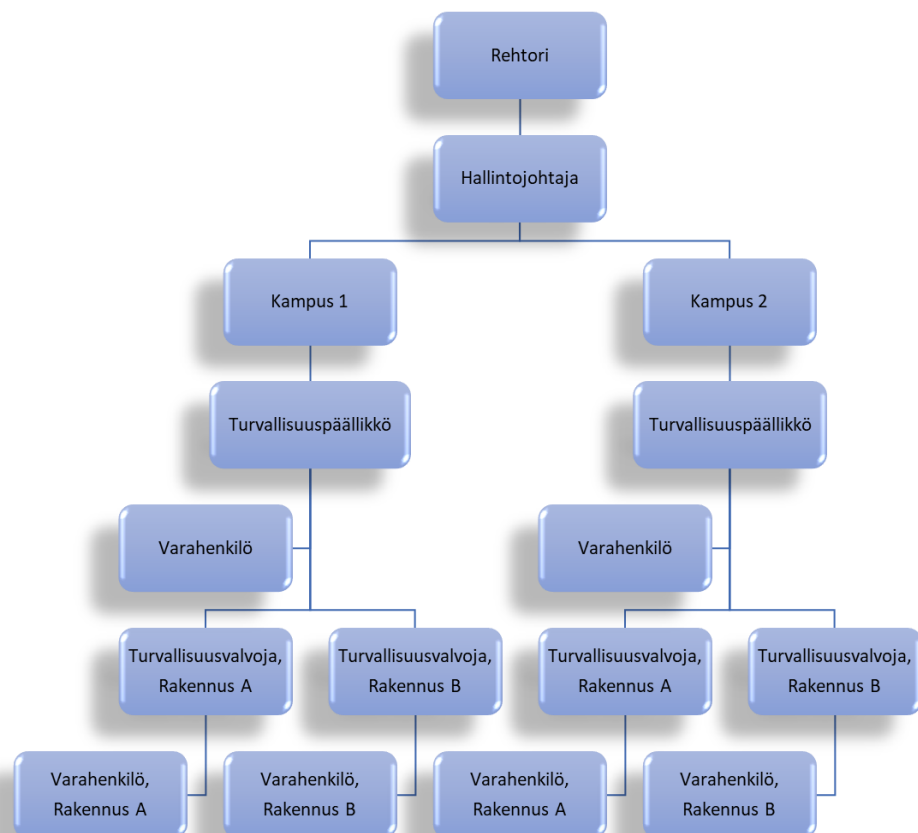 Rehtori
Hallintojohtaja
Kampus 1
Kampus 2
Turvallisuuspäällikkö
Turvallisuuspäällikkö
Varahenkilö
Varahenkilö
Turvallisuusvalvoja,
Rakennus A
Turvallisuusvalvoja,
Rakennus B
Turvallisuusvalvoja,
Rakennus A
Turvallisuusvalvoja,
Rakennus B
Varahenkilö,
Rakennus A
Varahenkilö,
Rakennus B
Varahenkilö,
Rakennus A
Varahenkilö,
Rakennus B